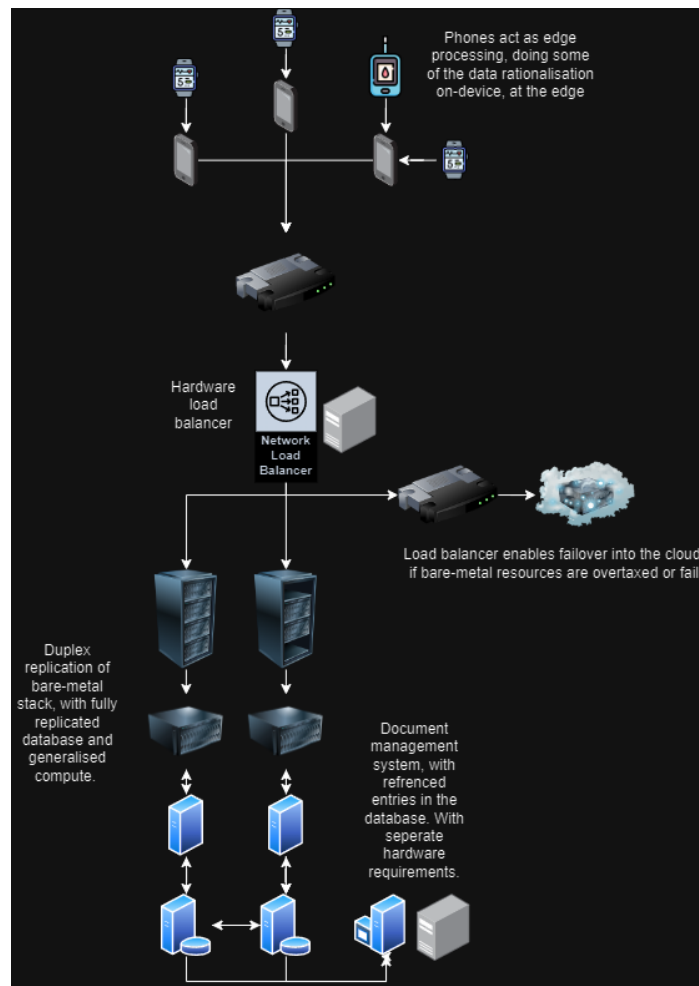 Phones act as edge
processing, doing some
of the data rationalisation
on-device, at the edge
Hardware
load
balancer
Network
Load
Balancer
Load balancer enables failover into the cloud
if bare-metal resources are overtaxed or fail
Duplex
replication of
bare-metal
stack, with fully
replicated
database and
generalised
compute.
Document
management
system, with
refrenced
entries in the
database. With
seperate
hardware
requirements.